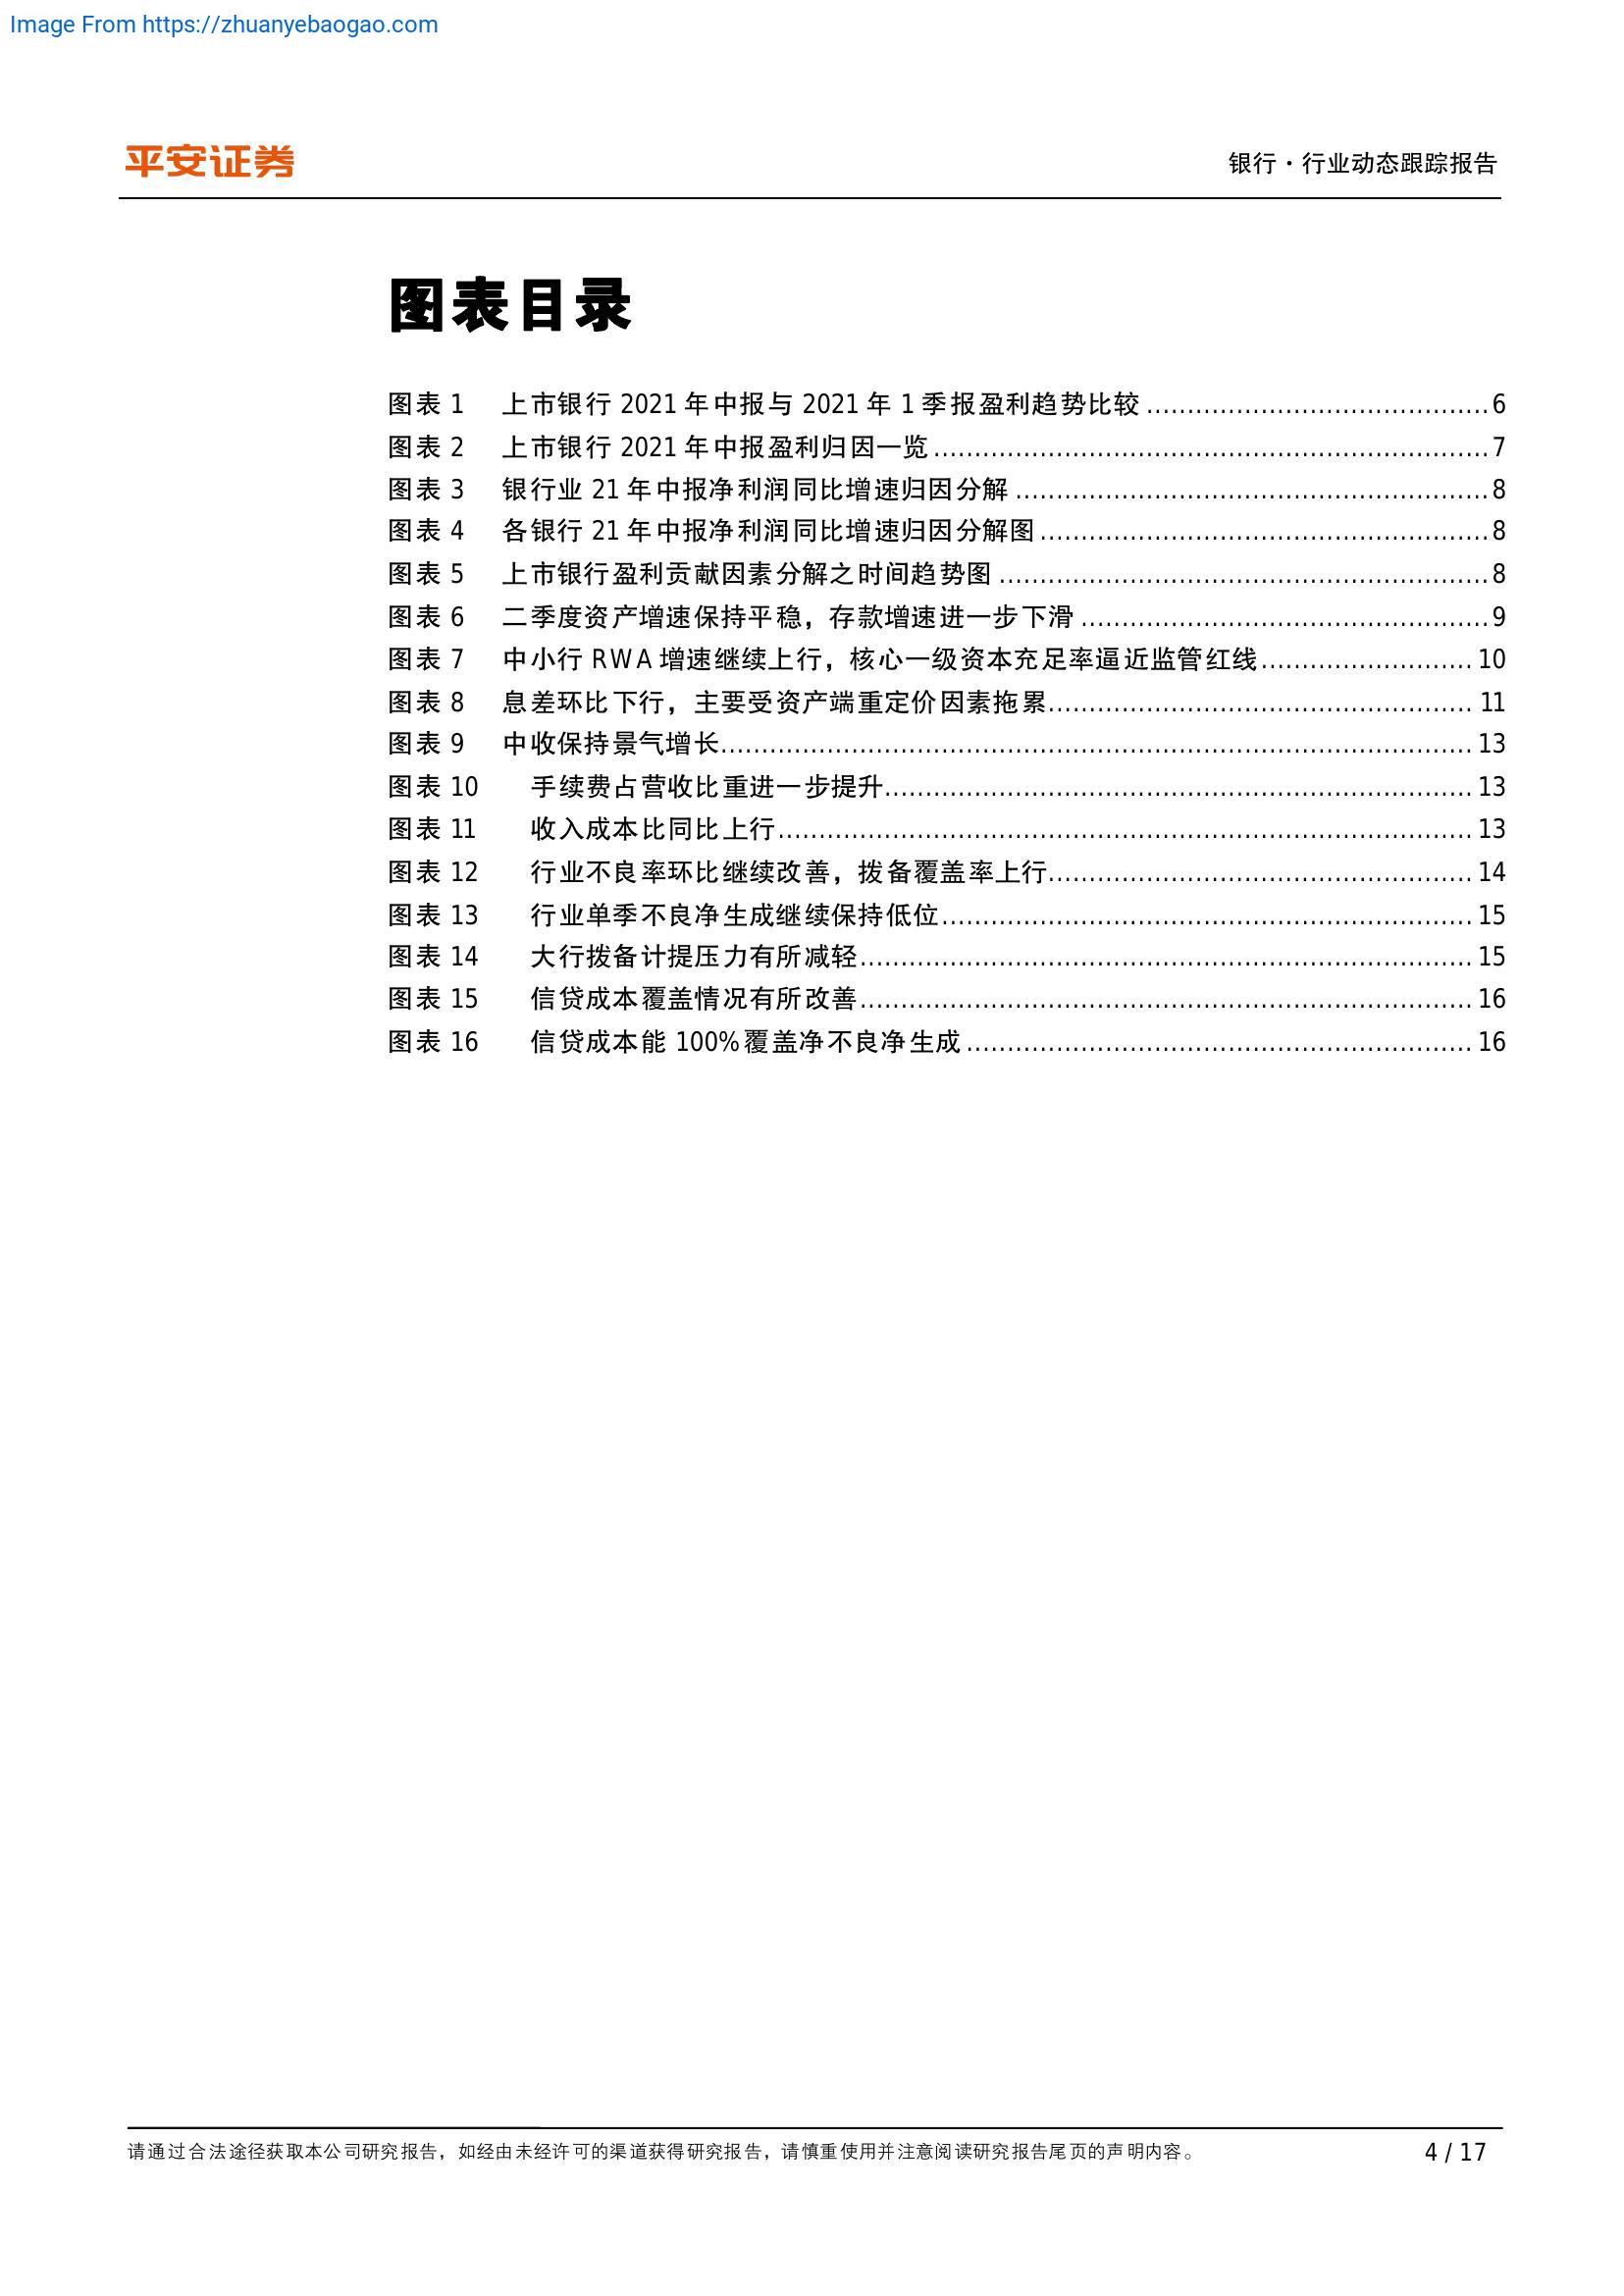 Image From https://zhuanyebaogao.com
平安证券
银行·行业动态跟踪报告
图表目录
图表 1 上市银行 2021 年中报与 2021 年 1 季报盈利趋势比较 ..........................................6
图表 2 上市银行 2021 年中报盈利归因一览 ....................................................................7
图表 3 银行业 21 年中报净利润同比增速归因分解 ..........................................................8
图表 4 各银行 21 年中报净利润同比增速归因分解图 .......................................................8
图表 5 上市银行盈利贡献因素分解之时间趋势图 ............................................................8
图表 6 二季度资产增速保持平稳，存款增速进一步下滑 ..................................................9
图表 7 中小行 RWA 增速继续上行，核心一级资本充足率逼近监管红线.......................... 10
图表 8 息差环比下行，主要受资产端重定价因素拖累.................................................... 11
图表 9 中收保持景气增长............................................................................................ 13
图表 10 手续费占营收比重进一步提升........................................................................ 13
图表 11 收入成本比同比上行..................................................................................... 13
图表 12 行业不良率环比继续改善，拨备覆盖率上行.................................................... 14
图表 13 行业单季不良净生成继续保持低位................................................................. 15
图表 14 大行拨备计提压力有所减轻........................................................................... 15
图表 15 信贷成本覆盖情况有所改善........................................................................... 16
图表 16 信贷成本能 100%覆盖净不良净生成 .............................................................. 16
请通过合法途径获取本公司研究报告，如经由未经许可的渠道获得研究报告，请慎重使用并注意阅读研究报告尾页的声明内容。
4 / 17